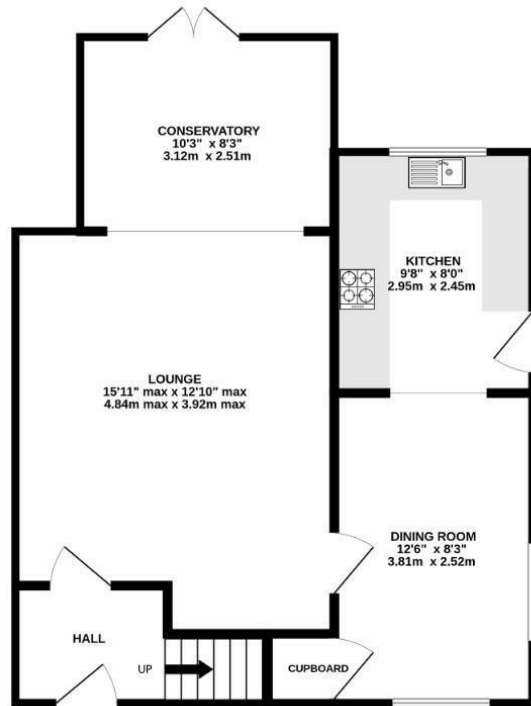 CONSERVATORY
10'3" x 8'3"
3.12m x 2.51m
KITCHEN
9'8" x 8'0"
2.95m x 2.45m
LOUNGE
15'11" max x 12'10" max
4.84m max x 3.92m max
DINING ROOM
12'6" x 8'3"
3.81m x 2.52m
HALL
UP
CUPBOARD